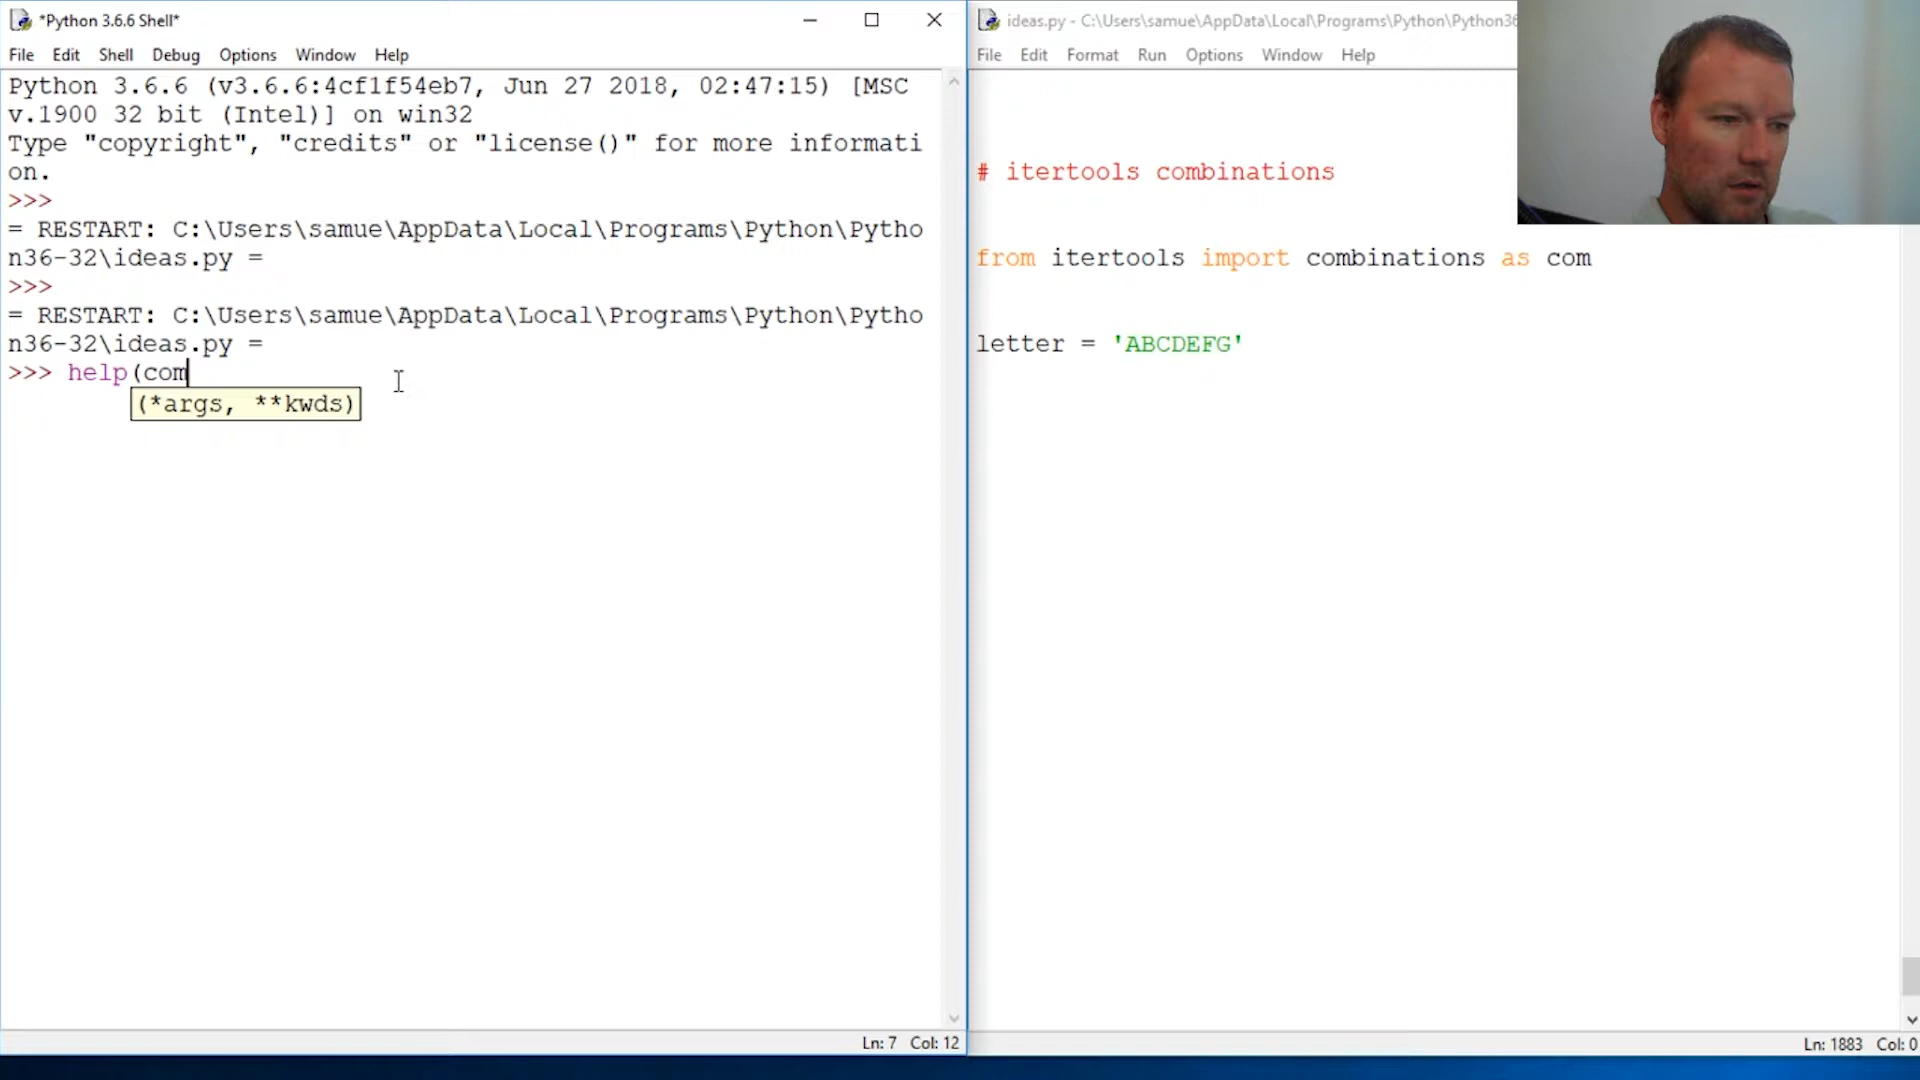 *Python 3.6.6 Shell*
File Edit Shell Debug Options Window Help
Python 3.6.6 (v3.6.6:4cf1f54eb7, Jun 27 2018, 02:47:15) [MSC
v.1900 32 bit (Intel)] on win32
Type "copyright", "credits" or "license()" for more informati
on.
>>>
= RESTART: C:\Users\samue\AppData\Local\Programs\Python\Pytho
n36-32\ideas.py =
>>>
= RESTART: C:\Users\samue\AppData\Local\Programs\Python\Pytho
n36-32\ideas.py =
>>> help(com
(*args, **kwds)
Ln: 7 Col: 12
ideas.py - C:\Users\samue\AppData\Local\Programs\Python\Python36
File Edit Format Run Options Window Help
# itertools combinations
from itertools import combinations as com
letter = 'ABCDEFG'
Ln: 1883 Col: 0